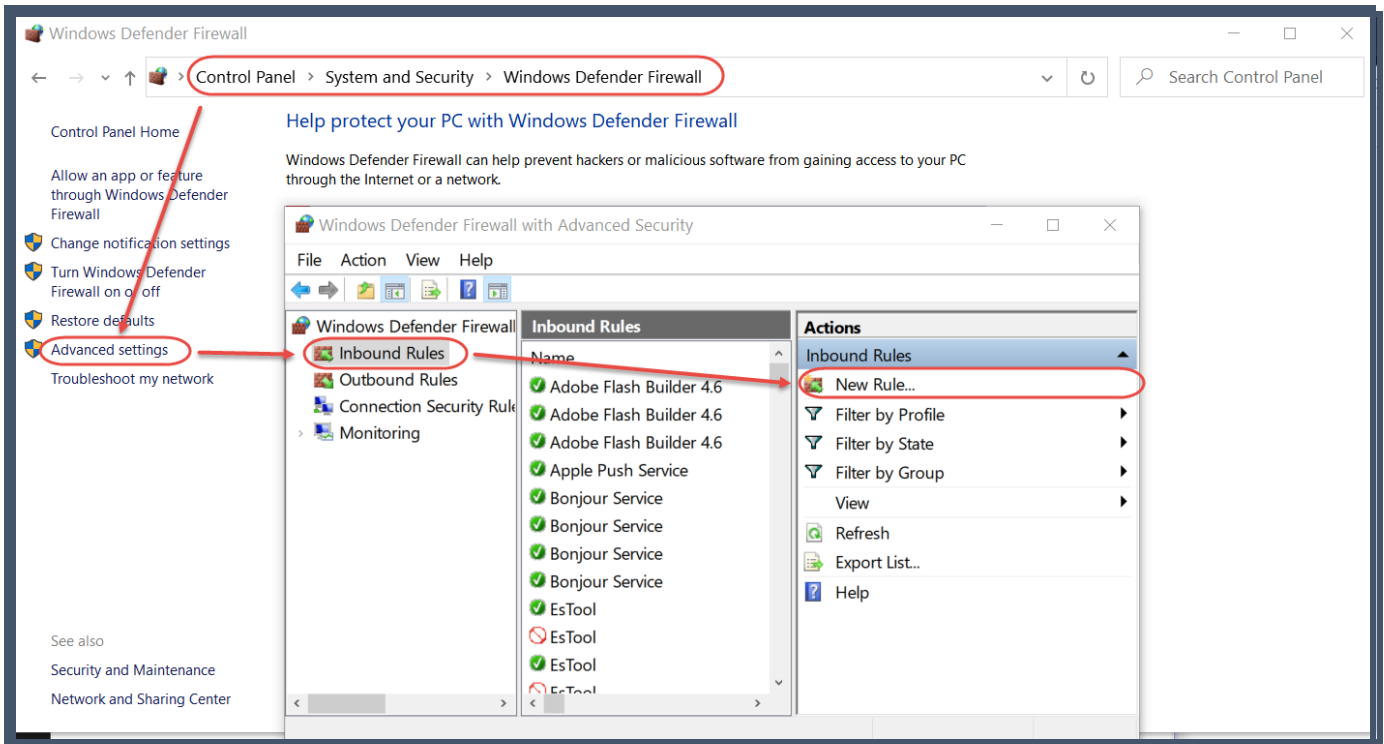 Windows Defender Firewall
Control Panel > System and Security > Windows Defender Firewall
Search Control Panel
Control Panel Home
Allow an app or feature
through Windows Defender
Firewall
Change notification settings
Turn Windows Defender
Firewall on or off
Restore defaults
Advanced settings
Troubleshoot my network
See also
Security and Maintenance
Network and Sharing Center
Help protect your PC with Windows Defender Firewall
Windows Defender Firewall can help prevent hackers or malicious software from gaining access to your PC
through the Internet or a network.
Windows Defender Firewall with Advanced Security
File Action View Help
Windows Defender Firewall
Inbound Rules
Outbound Rules
Connection Security Rule
Monitoring
Inbound Rules
Name
Adobe Flash Builder 4.6
Adobe Flash Builder 4.6
Adobe Flash Builder 4.6
Apple Push Service
Bonjour Service
Bonjour Service
Bonjour Service
Bonjour Service
EsTool
EsTool
EsTool
EsTool
Actions
Inbound Rules
New Rule...
Filter by Profile
Filter by State
Filter by Group
View
Refresh
Export List...
Help